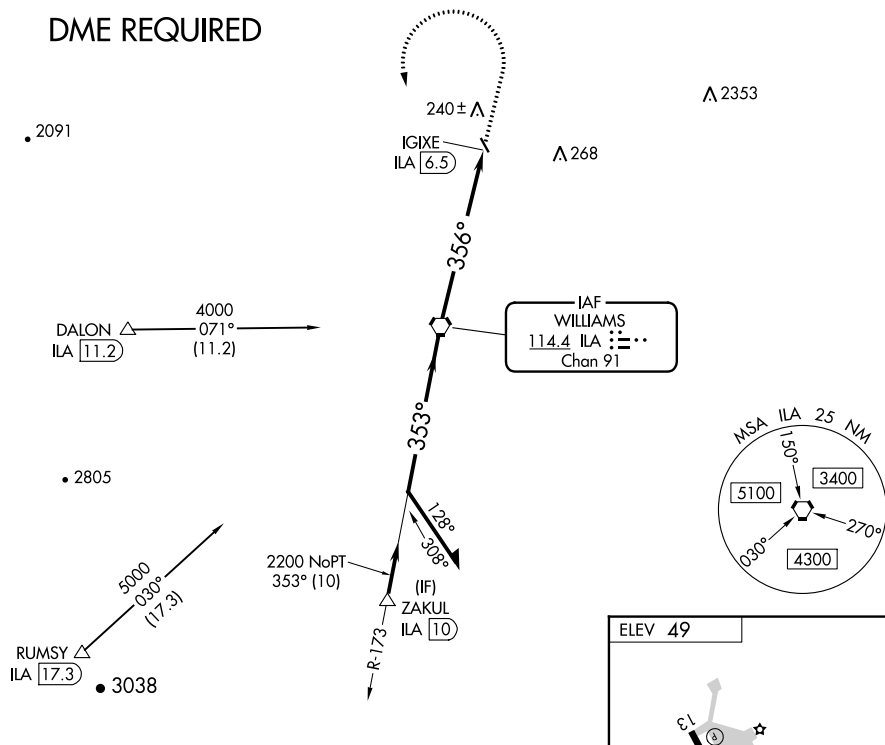 DME REQUIRED
2353
240±
2091
IGIXE
ILA 6.5
268
356°
4000
DALON
071°
ILA 11.2
(11.2)
IAF
WILLIAMS
114.4 ILA
Chan 91
353°
MSA ILA 25 NM
150°
2805
5100
3400
128°
308°
270°
030°
4300
2200 NoPT
353° (10)
(IF)
ZAKUL
ILA 10
5000
030°
(17.3)
R-173
RUMSY
ILA 17.3
3038
ELEV 49
13
P